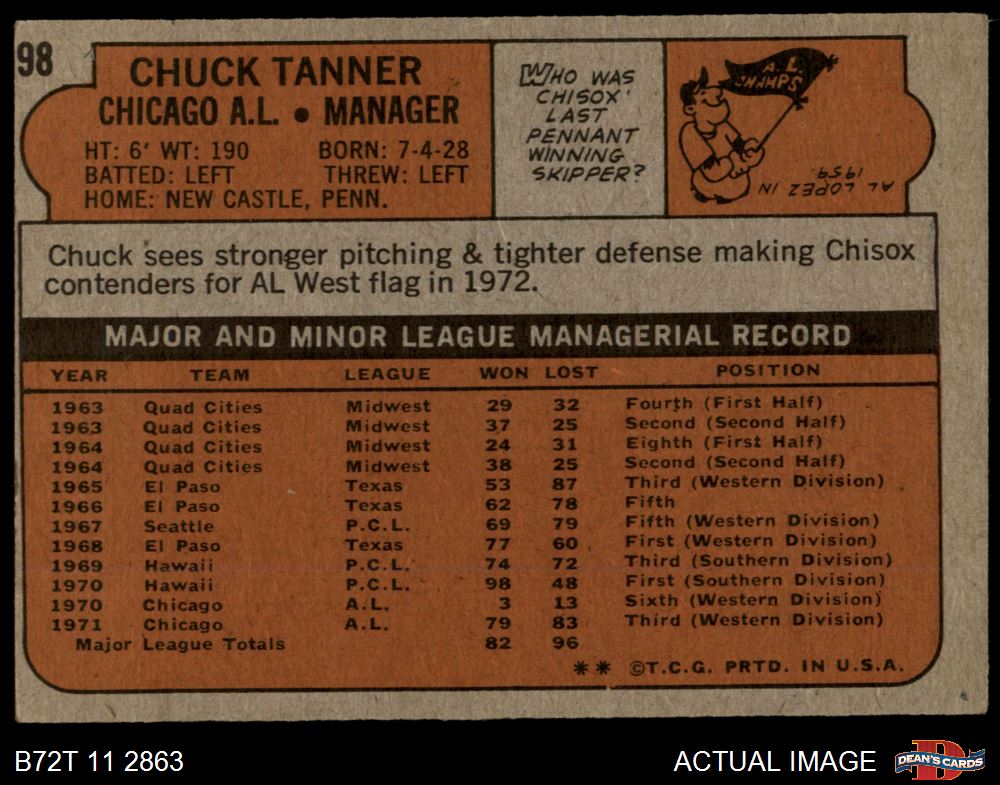 98
CHUCK TANNER
CHICAGO A.L. • MANAGER
HT: 6' WT: 190 BORN: 7-4-28
BATTED: LEFT THREW: LEFT
HOME: NEW CASTLE, PENN.
WHO WAS
CHISOX'
LAST
PENNANT
WINNING
SKIPPER?
A.L.
CHAMPS
AL LOPEZ IN
1959.
Chuck sees stronger pitching & tighter defense making Chisox
contenders for AL West flag in 1972.
MAJOR AND MINOR LEAGUE MANAGERIAL RECORD
YEAR TEAM LEAGUE WON LOST POSITION
1963 Quad Cities Midwest 29 32 Fourth (First Half)
1963 Quad Cities Midwest 37 25 Second (Second Half)
1964 Quad Cities Midwest 24 31 Eighth (First Half)
1964 Quad Cities Midwest 38 25 Second (Second Half)
1965 El Paso Texas 53 87 Third (Western Division)
1966 El Paso Texas 62 78 Fifth
1967 Seattle P.C.L. 69 79 Fifth (Western Division)
1968 El Paso Texas 77 60 First (Western Division)
1969 Hawaii P.C.L. 74 72 Third (Southern Division)
1970 Hawaii P.C.L. 98 48 First (Southern Division)
1970 Chicago A.L. 3 13 Sixth (Western Division)
1971 Chicago A.L. 79 83 Third (Western Division)
Major League Totals 82 96
** ©T.C.G. PRTD. IN U.S.A.
B72T 11 2863
ACTUAL IMAGE
DEAN'S CARDS